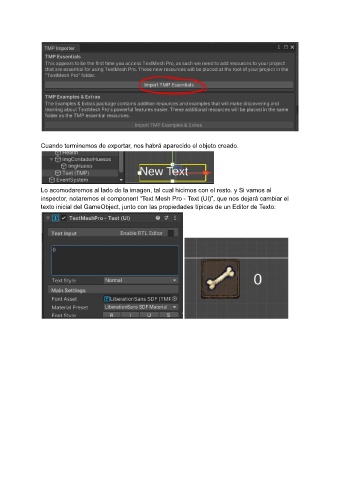 TMP Importer
TMP Essentials
This appears to be the first time you access TextMesh Pro, as such we need to add resources to your project
that are essential for using TextMesh Pro. These new resources will be placed at the root of your project in the
"TextMesh Pro" folder.
Import TMP Essentials
TMP Examples & Extras
The Examples & Extras package contains addition resources and examples that will make discovering and
learning about TextMesh Pro's powerful features easier. These additional resources will be placed in the same
folder as the TMP essential resources.
Import TMP Examples & Extras
Cuando terminemos de exportar, nos habrá aparecido el objeto creado.
ImgContadorHuesos
ImgHueso
Text (TMP)
EventSystem
New Text
Lo acomodaremos al lado de la imagen, tal cual hicimos con el resto. y Si vamos al
inspector, notaremos el component "Text Mesh Pro - Text (UI)", que nos dejará cambiar el
texto inicial del GameObject, junto con las propiedades típicas de un Editor de Texto.
TextMeshPro - Text (UI)
Text Input Enable RTL Editor
0
Text Style Normal
Main Settings
Font Asset LiberationSans SDF (TM
Material Preset LiberationSans SDF Material
Font Style B I U S
0